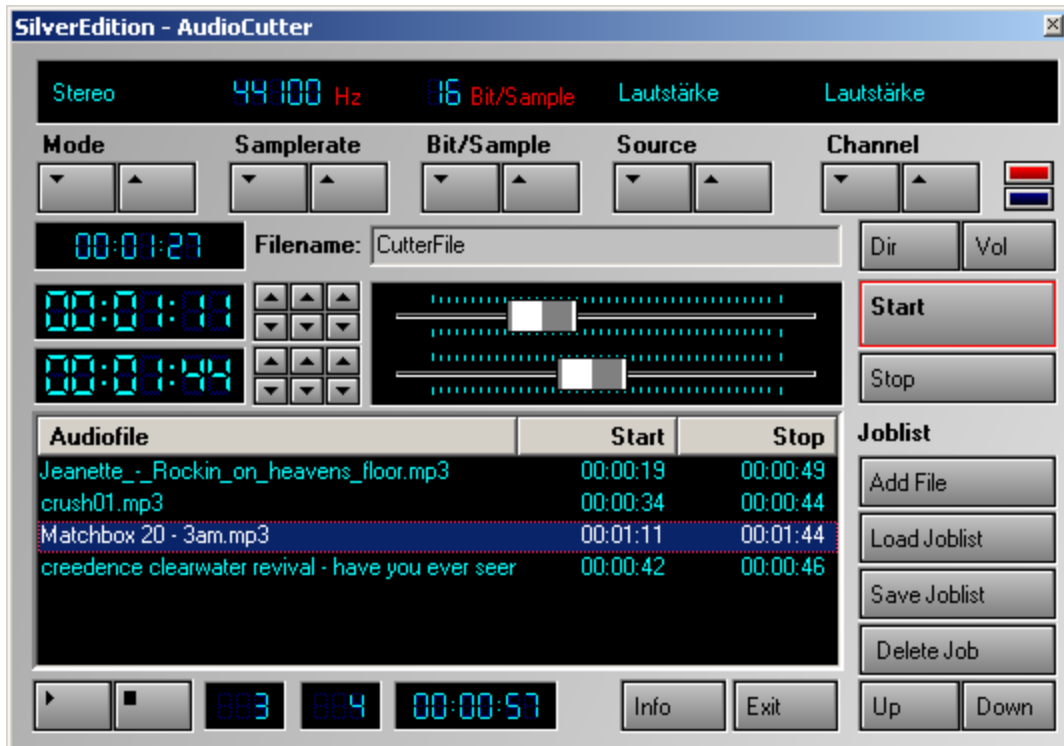 SilverEdition - AudioCutter
Stereo 44100 Hz 16 Bit/Sample Lautstärke Lautstärke
Mode Samplerate Bit/Sample Source Channel
00:01:27 Filename: CutterFile Dir Vol
00:01:11 Start
00:01:44 Stop
Audiofile Start Stop Joblist
Jeanette_-_Rockin_on_heavens_floor.mp3 00:00:19 00:00:49
Add File
crush01.mp3 00:00:34 00:00:44
Matchbox 20 - 3am.mp3 00:01:11 00:01:44 Load Joblist
creedence clearwater revival - have you ever seer 00:00:42 00:00:46
Save Joblist
Delete Job
3 4 00:00:57 Info Exit Up Down